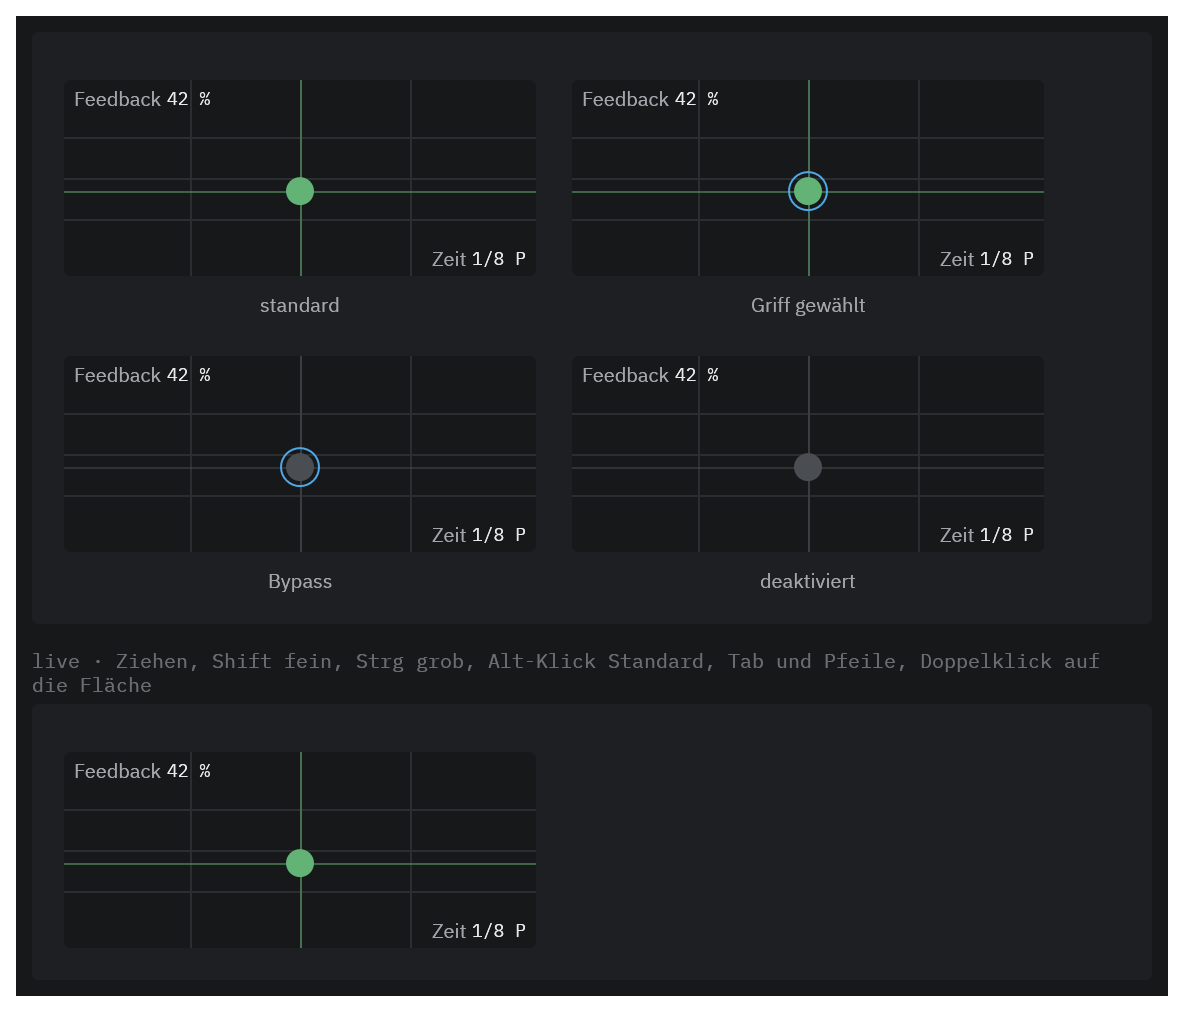 Feedback 42 %
Zeit 1/8 P
standard
Feedback 42 %
Zeit 1/8 P
Griff gewählt
Feedback 42 %
Zeit 1/8 P
Bypass
Feedback 42 %
Zeit 1/8 P
deaktiviert
live · Ziehen, Shift fein, Strg grob, Alt-Klick Standard, Tab und Pfeile, Doppelklick auf
die Fläche
Feedback 42 %
Zeit 1/8 P